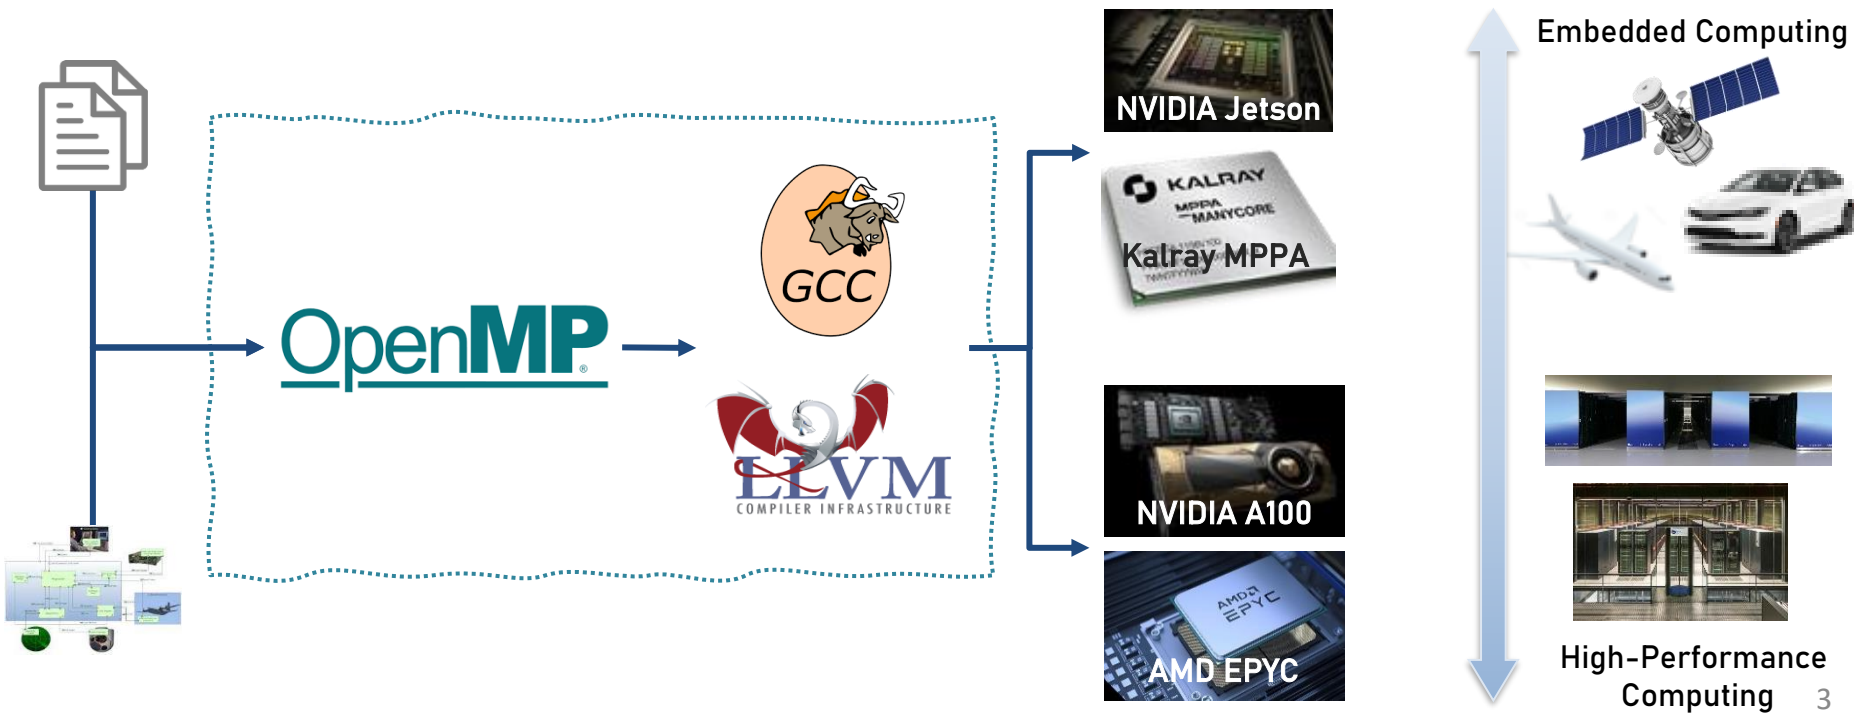 OpenMP®
GCC
LLVM
COMPILER INFRASTRUCTURE
NVIDIA Jetson
KALRAY
MPPA
MANYCORE
Kalray MPPA
NVIDIA A100
AMD
EPYC
AMD EPYC
Embedded Computing
High-Performance
Computing
3